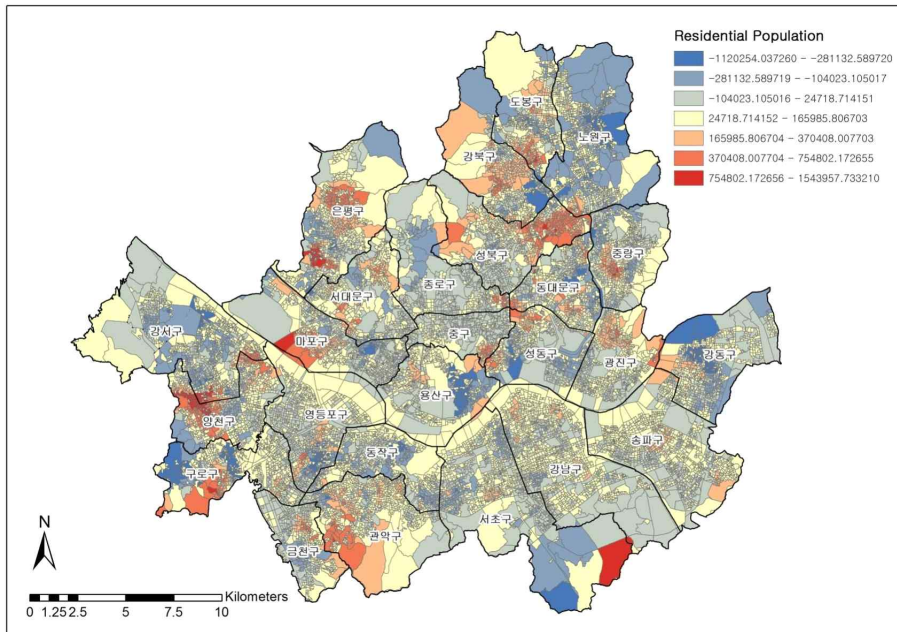 Residential Population
-1120254.037260 - -281132.589720
-281132.589719 - -104023.105017
-104023.105016 - 24718.714151
24718.714152 - 165985.806703
165985.806704 - 370408.007703
370408.007704 - 754802.172655
754802.172656 - 1543957.733210
도봉구
노원구
강북구
은평구
성북구
중랑구
종로구
동대문구
서대문구
강서구
중구
마포구
성동구
강동구
광진구
용산구
양천구
영등포구
송파구
동작구
구로구
강남구
서초구
관악구
금천구
N
Kilometers
0 1.25 2.5 5 7.5 10